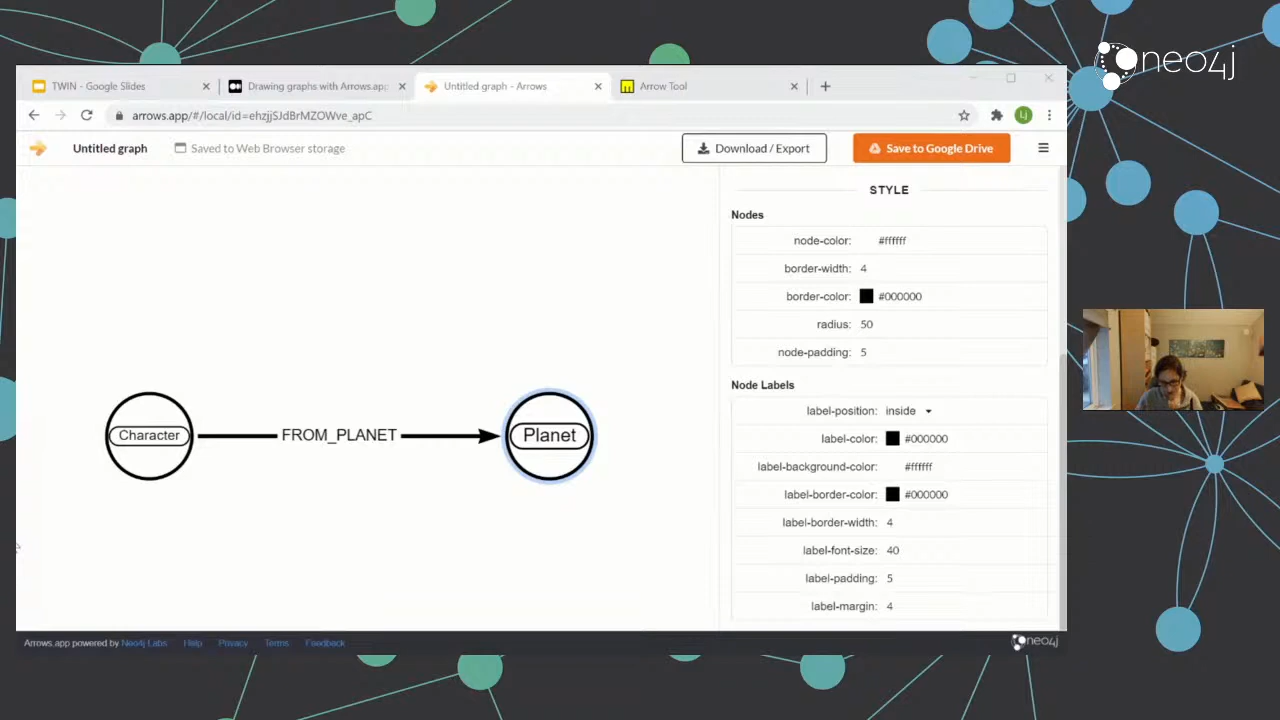 neo4j
TWIN - Google Slides
Drawing graphs with Arrows.app
Untitled graph - Arrows
Arrow Tool
arrows.app/#/local/id=ehzjjSJdBrMZOWve_apC
Lj
Untitled graph
Saved to Web Browser storage
Download / Export
Save to Google Drive
STYLE
Nodes
node-color: #ffffff
border-width: 4
border-color: #000000
radius: 50
node-padding: 5
Node Labels
label-position: inside
label-color: #000000
label-background-color: #ffffff
label-border-color: #000000
label-border-width: 4
label-font-size: 40
label-padding: 5
label-margin: 4
Character
FROM_PLANET
Planet
Arrows.app powered by Neo4j Labs
Help
Privacy
Terms
Feedback
neo4j